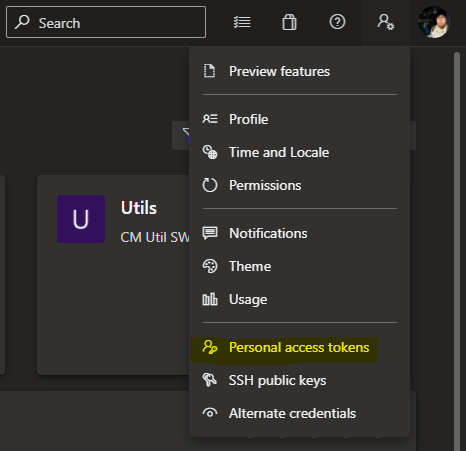 Search
Preview features
Profile
Time and Locale
Permissions
U
Utils
CM Util SW
Notifications
Theme
Usage
Personal access tokens
SSH public keys
Alternate credentials